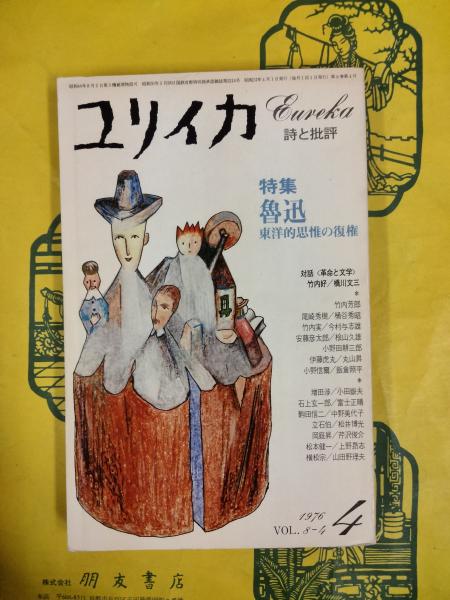 ユリイカ
Eureka
詩と批評
特集
魯迅
東洋的思惟の復権
対話〈革命と文学〉
竹内好／橋川文三
*
竹内芳郎
尾崎秀樹／桶谷秀昭
竹内実／今村与志雄
安藤彦太郎／檜山久雄
小野田耕三郎
伊藤虎丸／丸山昇
小野信爾／飯倉照平
*
増田渉／小田嶽夫
石上玄一郎／富士正晴
駒田信二／中野美代子
立石伯／松井博光
岡庭昇／芹沢俊介
松本健一／上野昂志
横松宗／山田野理夫
1976
VOL. 8-4
4
株式会社 朋友書店